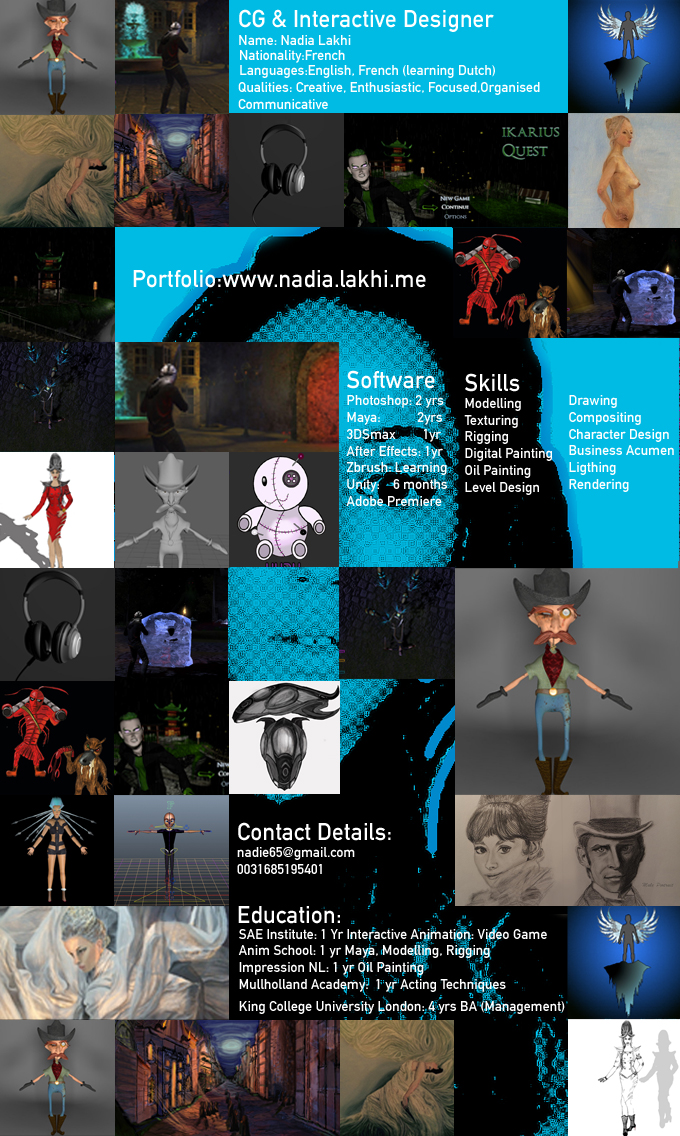 CG & Interactive Designer
Name: Nadia Lakhi
Nationality:French
Languages:English, French (learning Dutch)
Qualities: Creative, Enthusiastic, Focused,Organised
Communicative
IKARIUS
QUEST
New Game
Continue
Options
Portfolio:www.nadia.lakhi.me
Software
Photoshop: 2 yrs
Maya: 2yrs
3DSmax 1yr
After Effects: 1yr
Zbrush: Learning
Unity: 6 months
Adobe Premiere
Skills
Modelling
Texturing
Rigging
Digital Painting
Oil Painting
Level Design
Drawing
Compositing
Character Design
Business Acumen
Ligthing
Rendering
Contact Details:
nadie65@gmail.com
0031685195401
Education:
SAE Institute: 1 Yr Interactive Animation: Video Game
Anim School: 1 yr Maya, Modelling, Rigging
Impression NL: 1 yr Oil Painting
Mullholland Academy: 1 yr Acting Techniques
King College University London: 4 yrs BA (Management)